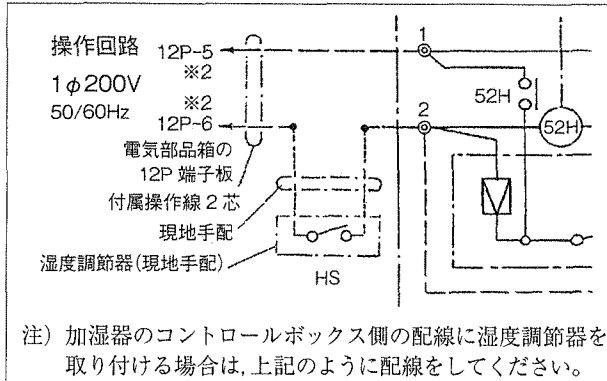 操作回路
1φ200V
50/60Hz
12P-5
※2
※2
12P-6
電気部品箱の
12P 端子板
付属操作線2芯
現地手配
湿度調節器(現地手配)
HS
1
2
52H
52H
注) 加湿器のコントロールボックス側の配線に湿度調節器を
取り付ける場合は,上記のように配線をしてください。